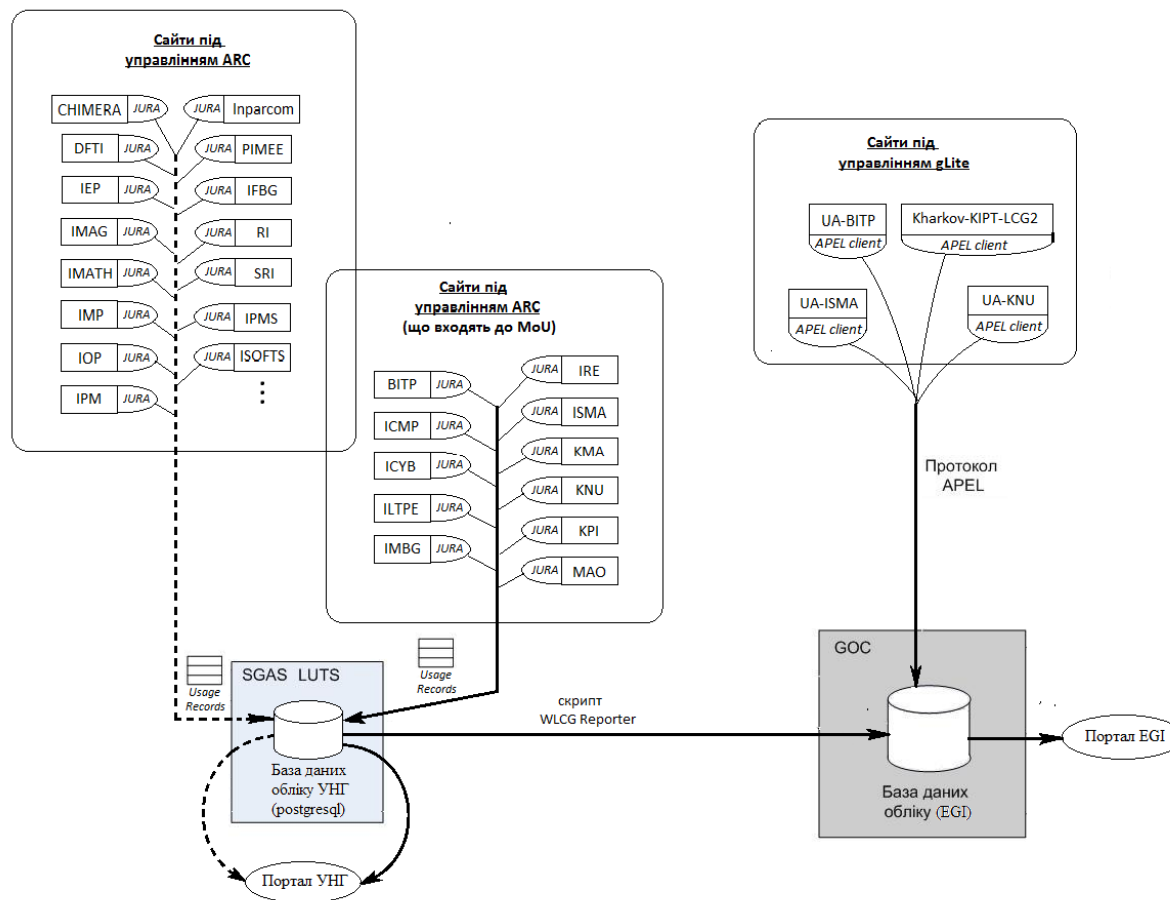 Сайти під
управлінням ARC
CHIMERA JURA JURA Inparcom
DFTI JURA JURA PIMEE
IEP JURA JURA IFBG
IMAG JURA JURA RI
IMATH JURA JURA SRI
IMP JURA JURA IPMS
IOP JURA JURA ISOFTS
IPM JURA
Сайти під
управлінням ARC
(що входять до MoU)
BITP JURA JURA IRE
ICMP JURA JURA ISMA
ICYB JURA JURA KMA
ILTPE JURA JURA KNU
IMBG JURA JURA KPI
JURA MAO
Сайти під
управлінням gLite
UA-BITP Kharkov-KIPT-LCG2
APEL client APEL client
UA-ISMA UA-KNU
APEL client APEL client
Протокол
APEL
Usage
Records
Usage
Records
SGAS LUTS
База даних
обліку УНГ
(postgresql)
Портал УНГ
скрипт
WLCG Reporter
GOC
База даних
обліку (EGI)
Портал EGI